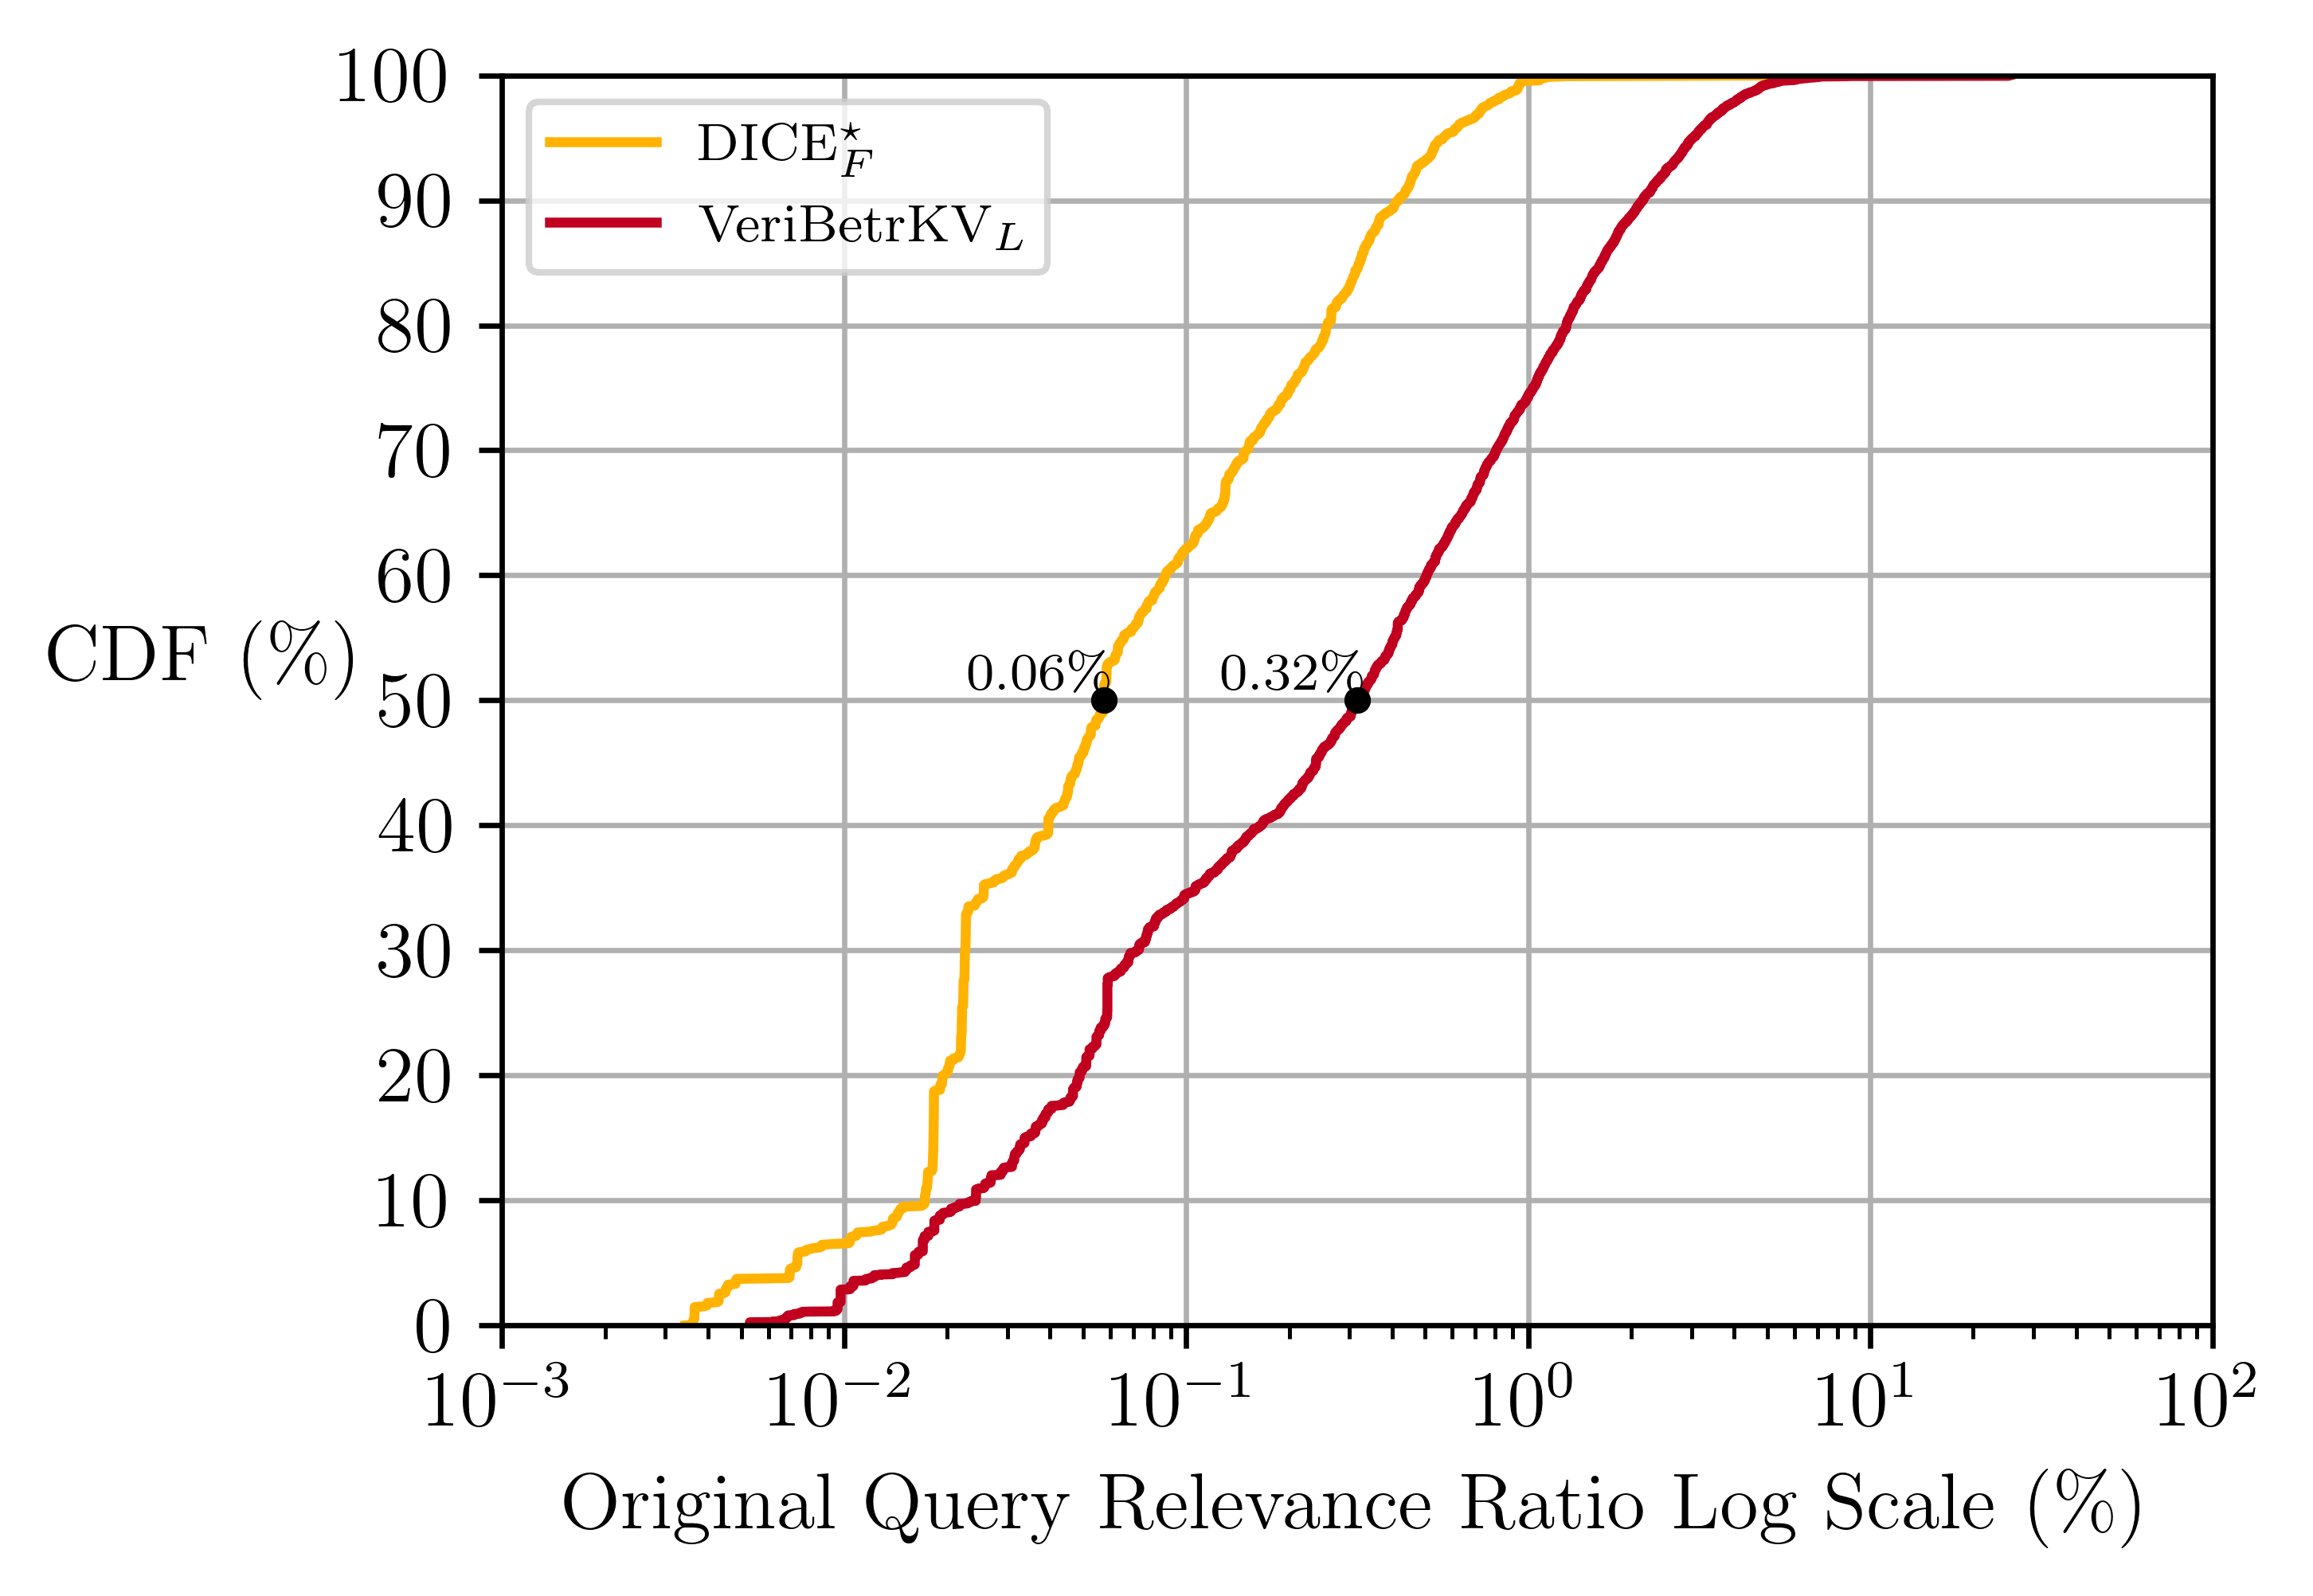 100
90
80
70
60
50
40
30
20
10
0
CDF (%)
DICE⋆F
VeriBetrKV_L
0.06%
0.32%
10⁻³ 10⁻² 10⁻¹ 10⁰ 10¹ 10²
Original Query Relevance Ratio Log Scale (%)